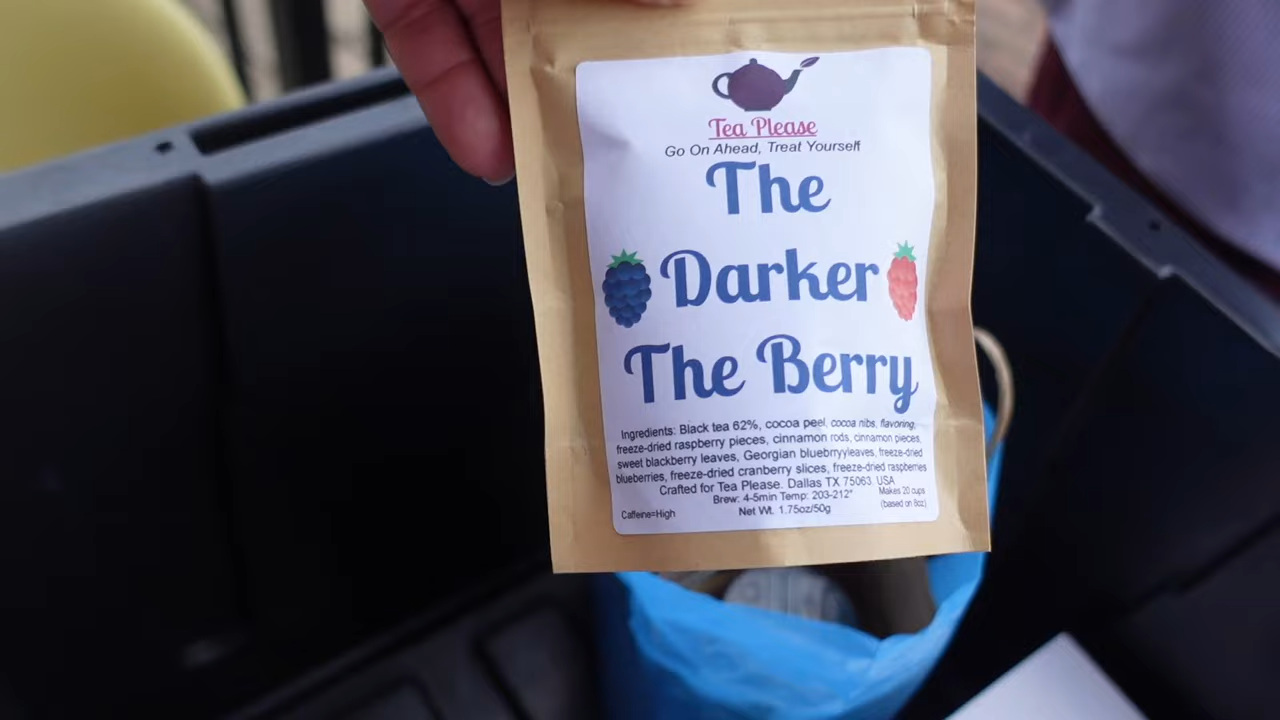 Tea Please
Go On Ahead, Treat Yourself
The
Darker
The Berry
Ingredients: Black tea 62%, cocoa peel, cocoa nibs, flavoring,
freeze-dried raspberry pieces, cinnamon rods, cinnamon pieces,
sweet blackberry leaves, Georgian bluebrryyleaves, freeze-dried
blueberries, freeze-dried cranberry slices, freeze-dried raspberries
Crafted for Tea Please. Dallas TX 75063. USA
Brew: 4-5min Temp: 203-212°
Makes 20 cups
(based on 8oz)
Caffeine=High
Net Wt. 1.75oz/50g